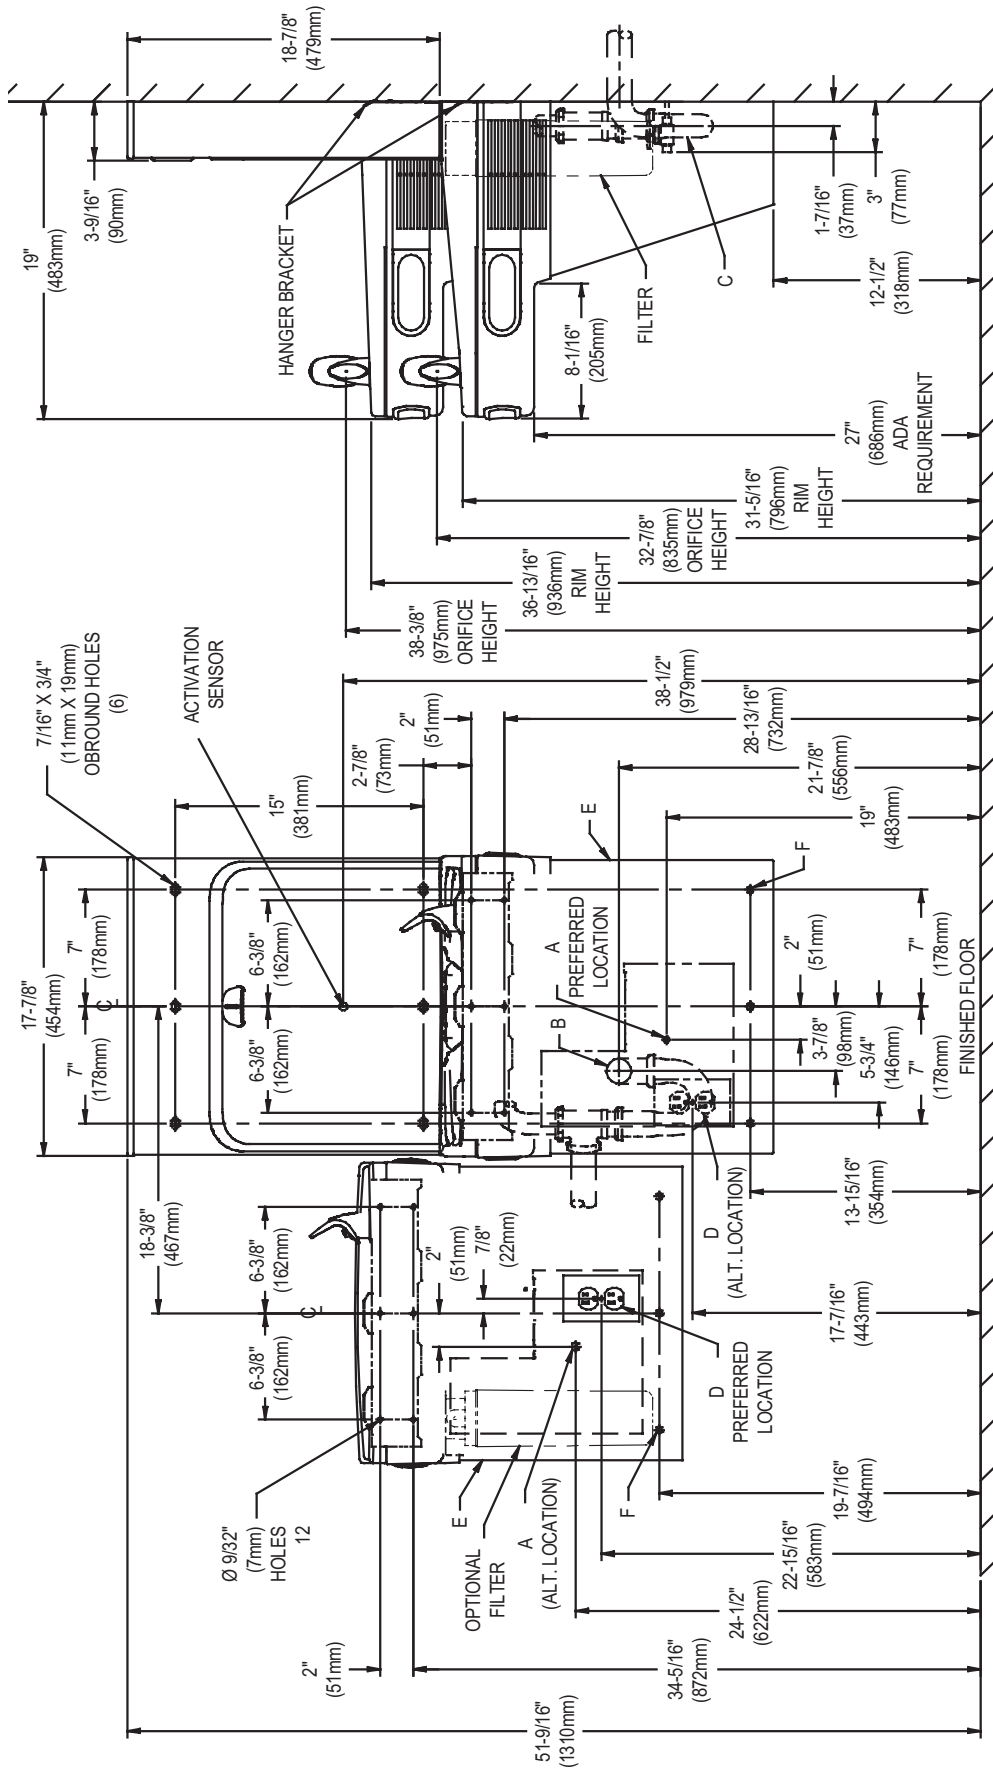 51-9/16"
(1310mm)
2"
(51mm)
34-5/16"
(872mm)
24-1/2"
(622mm)
22-15/16"
(583mm)
19-7/16"
(494mm)
Ø 9/32"
(7mm)
HOLES
12
E
OPTIONAL
FILTER
A
(ALT. LOCATION)
F
D
PREFERRED
LOCATION
6-3/8"
(162mm)
6-3/8"
(162mm)
CL
18-3/8"
(467mm)
2"
(51mm)
7/8"
(22mm)
D
(ALT. LOCATION)
17-7/16"
(443mm)
13-15/16"
(354mm)
17-7/8"
(454mm)
7"
(178mm)
7"
(178mm)
CL
6-3/8"
(162mm)
6-3/8"
(162mm)
B
A
PREFERRED
LOCATION
3-7/8"
(98mm)
5-3/4"
(146mm)
7"
(178mm)
2"
(51mm)
7"
(178mm)
FINISHED FLOOR
F
E
7/16" X 3/4"
(11mm X 19mm)
OBROUND HOLES
(6)
ACTIVATION
SENSOR
15"
(381mm)
2-7/8"
(73mm)
2"
(51mm)
38-1/2"
(979mm)
28-13/16"
(732mm)
21-7/8"
(556mm)
19"
(483mm)
38-3/8"
(975mm)
ORIFICE
HEIGHT
36-13/16"
(936mm)
RIM
HEIGHT
32-7/8"
(835mm)
ORIFICE
HEIGHT
31-5/16"
(796mm)
RIM
HEIGHT
27"
(686mm)
ADA
REQUIREMENT
19"
(483mm)
3-9/16"
(90mm)
18-7/8"
(479mm)
HANGER BRACKET
8-1/16"
(205mm)
FILTER
C
12-1/2"
(318mm)
1-7/16"
(37mm)
3"
(77mm)